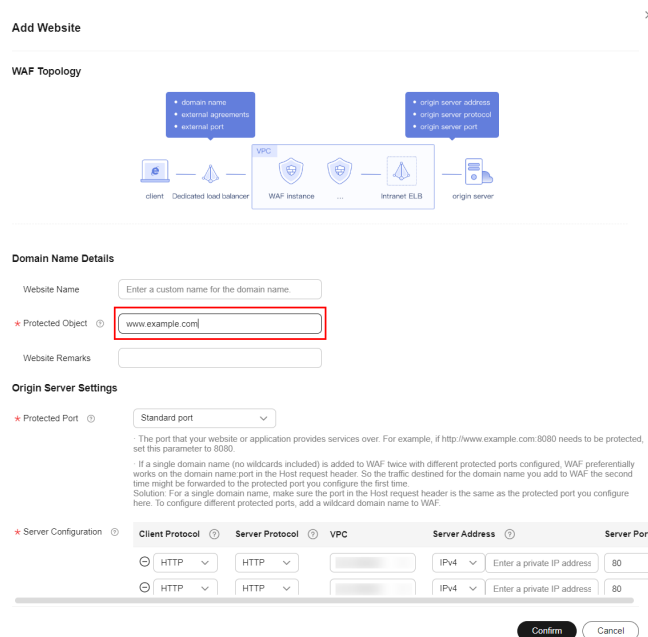 Add Website
WAF Topology
• domain name
• external agreements
• external port
• origin server address
• origin server protocol
• origin server port
VPC
client
Dedicated load balancer
WAF instance
...
Intranet ELB
origin server
Domain Name Details
Website Name
Enter a custom name for the domain name.
* Protected Object
www.example.com
Website Remarks
Origin Server Settings
* Protected Port
Standard port
· The port that your website or application provides services over. For example, if http://www.example.com:8080 needs to be protected,
set this parameter to 8080.
· If a single domain name (no wildcards included) is added to WAF twice with different protected ports configured, WAF preferentially
works on the domain name:port in the Host request header. So the traffic destined for the domain name you add to WAF the second
time might be forwarded to the protected port you configure the first time.
Solution: For a single domain name, make sure the port in the Host request header is the same as the protected port you configure
here. To configure different protected ports, add a wildcard domain name to WAF.
* Server Configuration
Client Protocol Server Protocol VPC Server Address Server Por
HTTP HTTP IPv4 Enter a private IP address 80
HTTP HTTP IPv4 Enter a private IP address 80
Confirm Cancel